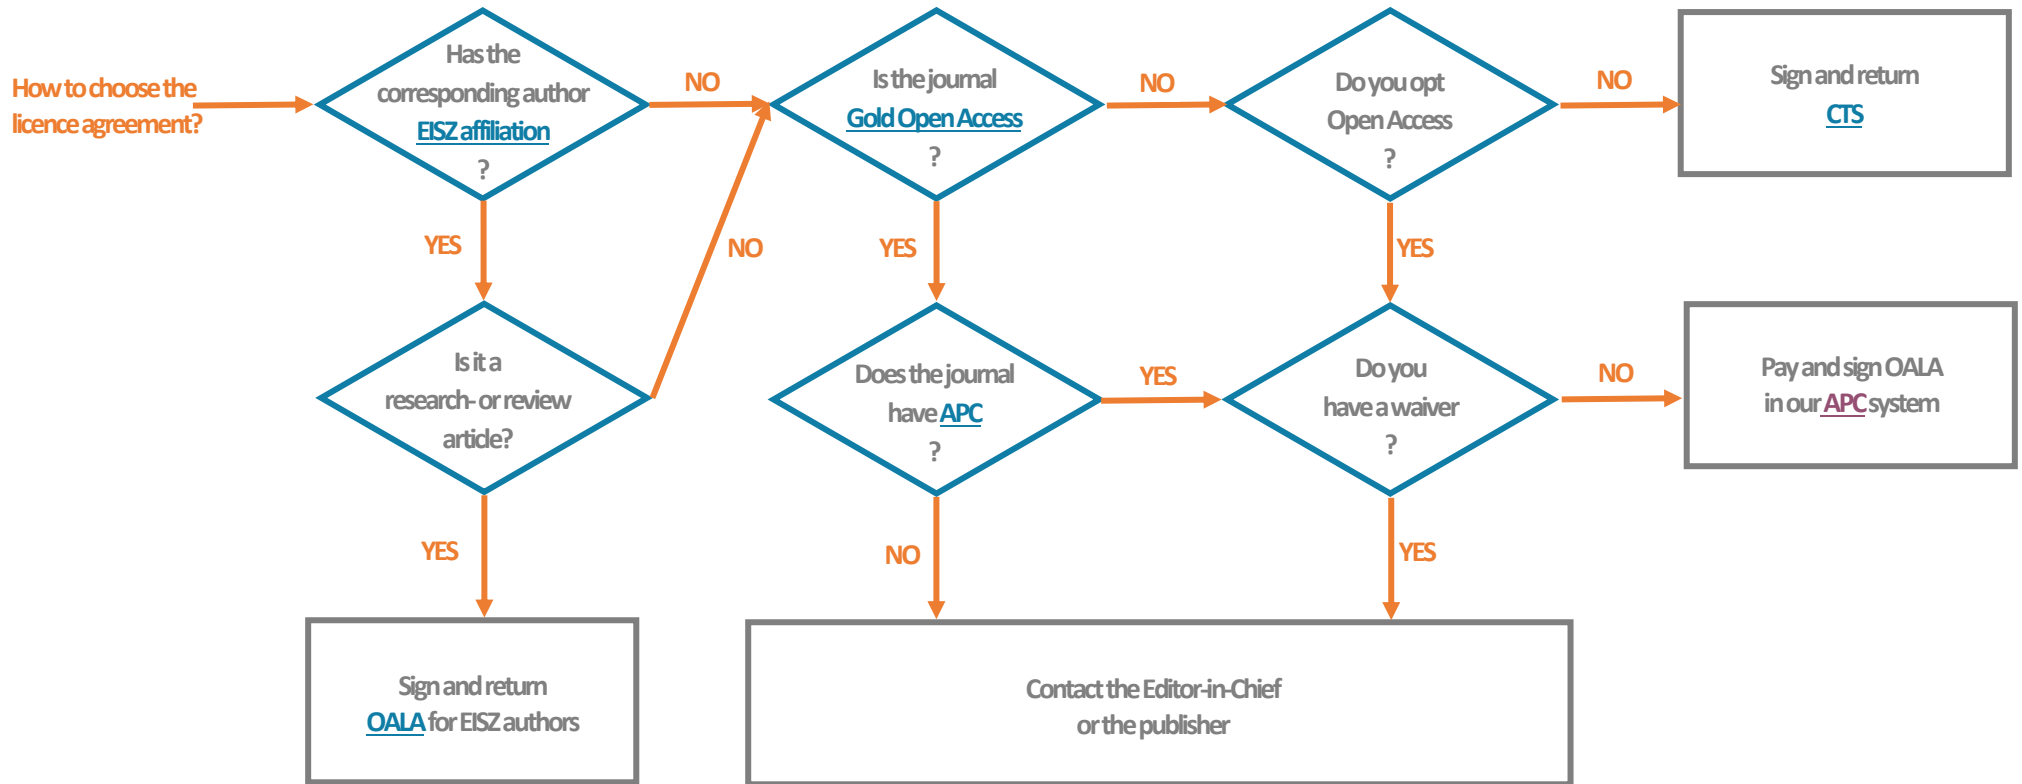 How to choose the
licence agreement?
Has the
corresponding author
EISZ affiliation
?
NO
Is the journal
Gold Open Access
?
NO
Do you opt
Open Access
?
NO
Sign and return
CTS
YES
NO
YES
YES
Is it a
research- or review
article?
Does the journal
have APC
?
YES
Do you
have a waiver
?
NO
Pay and sign OALA
in our APC system
YES
NO
YES
Sign and return
OALA for EISZ authors
Contact the Editor-in-Chief
or the publisher